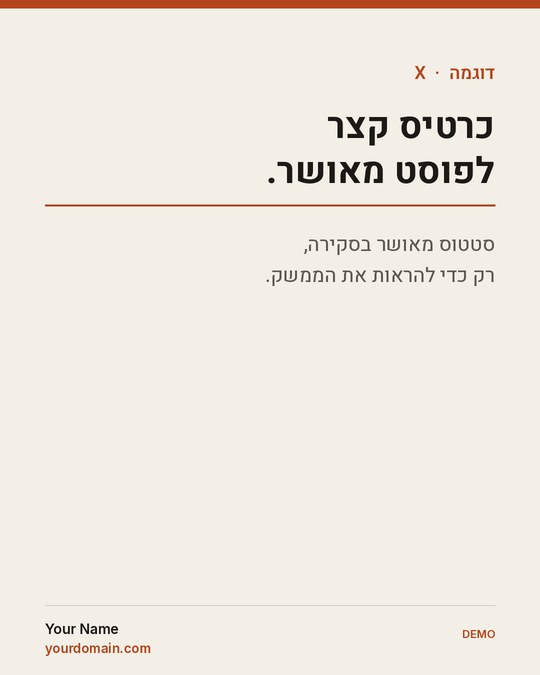 דוגמה · X
כרטיס קצר
לפוסט מאושר.
סטטוס מאושר בסקירה,
רק כדי להראות את הממשק.
Your Name
yourdomain.com
DEMO